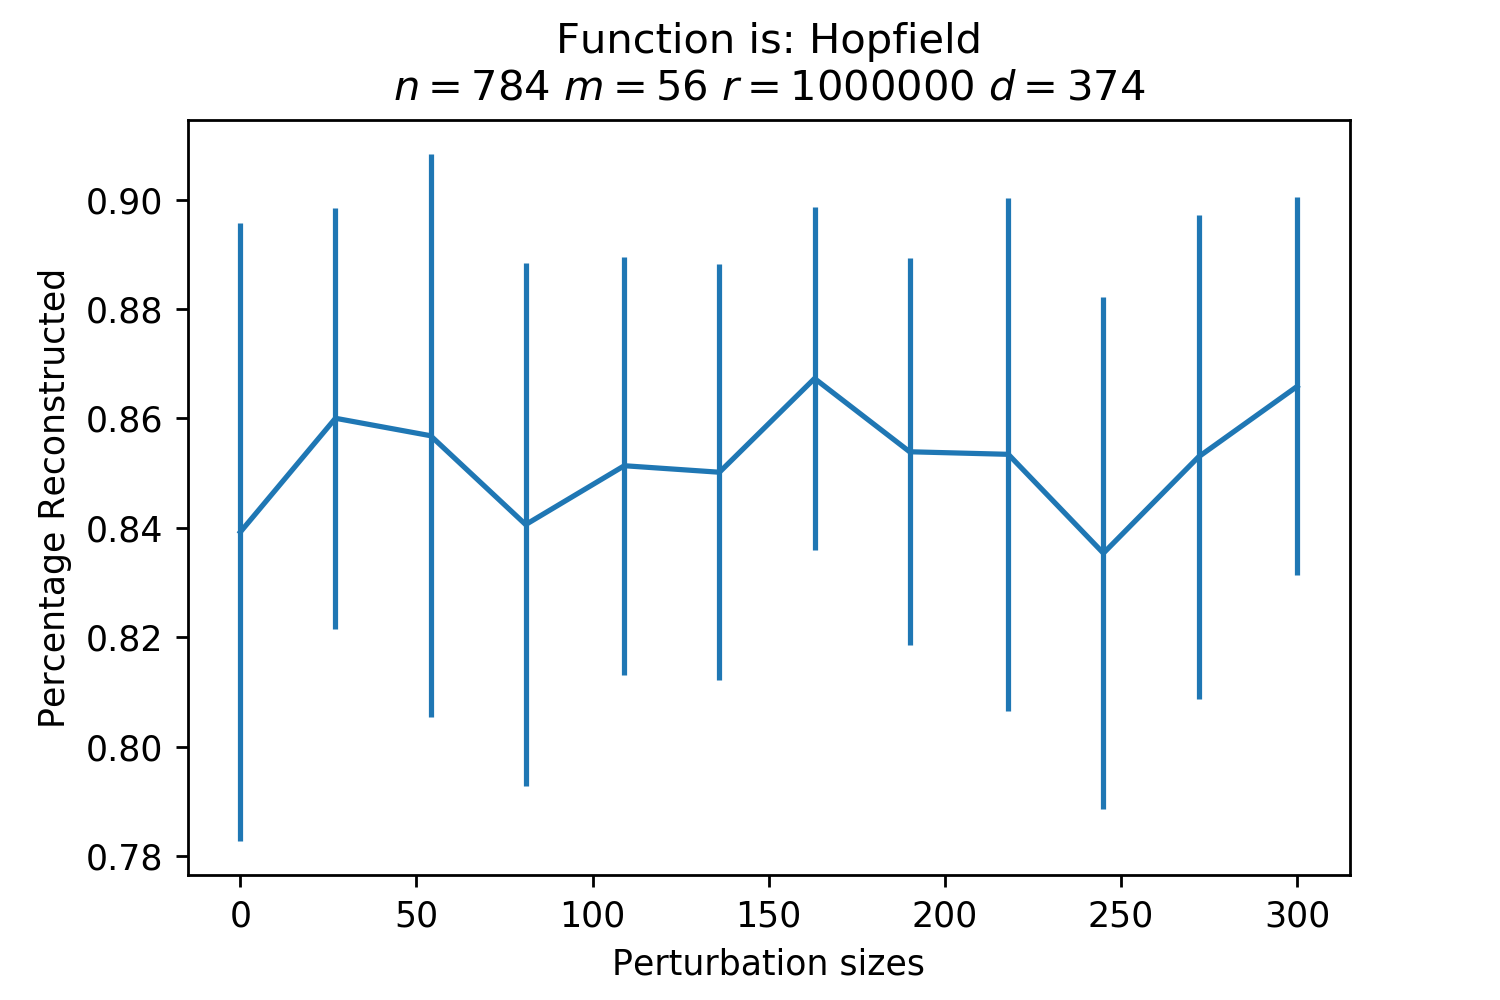 Function is: Hopfield
n = 784 m = 56 r = 1000000 d = 374
0.90
0.88
0.86
0.84
0.82
0.80
0.78
Percentage Reconstructed
0 50 100 150 200 250 300
Perturbation sizes